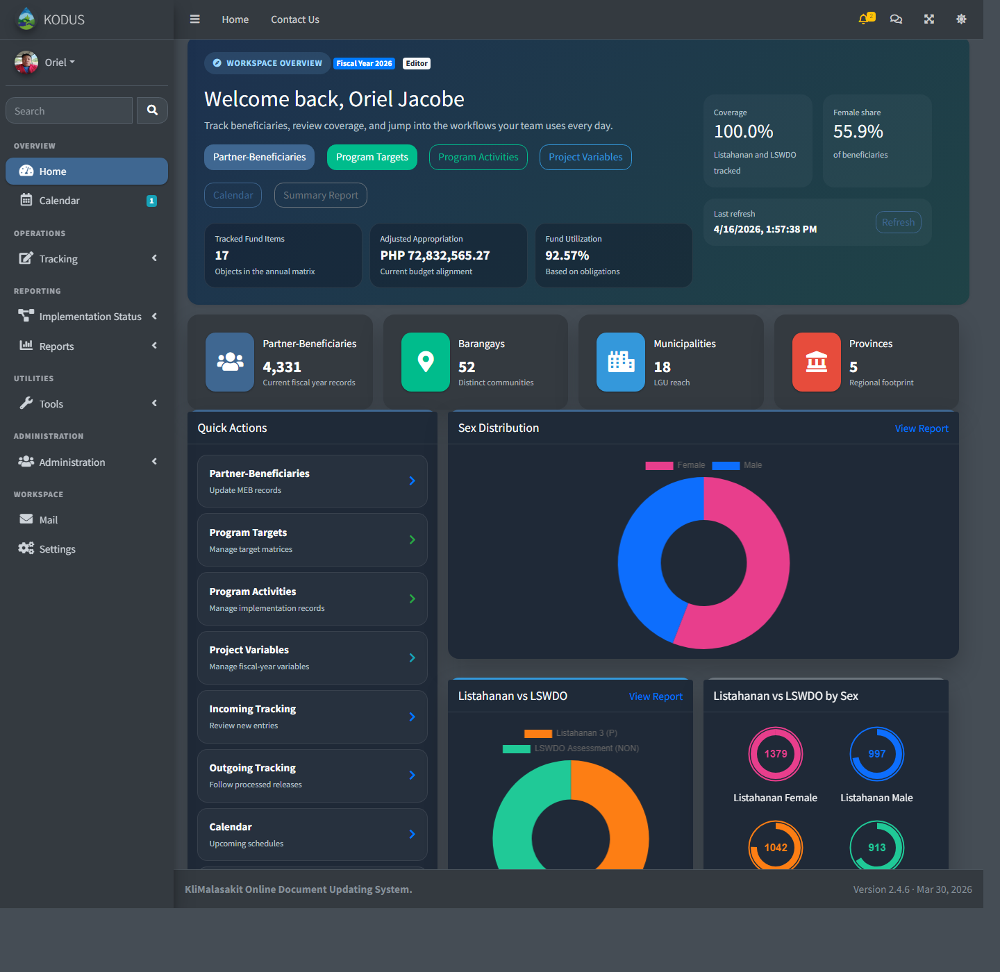 KODUS
Home
Contact Us
2
Oriel
Search
OVERVIEW
Home
Calendar
1
OPERATIONS
Tracking
REPORTING
Implementation Status
Reports
UTILITIES
Tools
ADMINISTRATION
Administration
WORKSPACE
Mail
Settings
WORKSPACE OVERVIEW
Fiscal Year 2026
Editor
Welcome back, Oriel Jacobe
Track beneficiaries, review coverage, and jump into the workflows your team uses every day.
Partner-Beneficiaries
Program Targets
Program Activities
Project Variables
Calendar
Summary Report
Tracked Fund Items
17
Objects in the annual matrix
Adjusted Appropriation
PHP 72,832,565.27
Current budget alignment
Fund Utilization
92.57%
Based on obligations
Coverage
100.0%
Listahanan and LSWDO
tracked
Female share
55.9%
of beneficiaries
Last refresh
4/16/2026, 1:57:38 PM
Refresh
Partner-Beneficiaries
4,331
Current fiscal year records
Barangays
52
Distinct communities
Municipalities
18
LGU reach
Provinces
5
Regional footprint
Quick Actions
Partner-Beneficiaries
Update MEB records
Program Targets
Manage target matrices
Program Activities
Manage implementation records
Project Variables
Manage fiscal-year variables
Incoming Tracking
Review new entries
Outgoing Tracking
Follow processed releases
Calendar
Upcoming schedules
Sex Distribution
View Report
Female
Male
Listahanan vs LSWDO
View Report
Listahanan 3 (P)
LSWDO Assessment (NON)
Listahanan vs LSWDO by Sex
1379
997
Listahanan Female
Listahanan Male
1042
913
KliMalasakit Online Document Updating System.
Version 2.4.6 · Mar 30, 2026